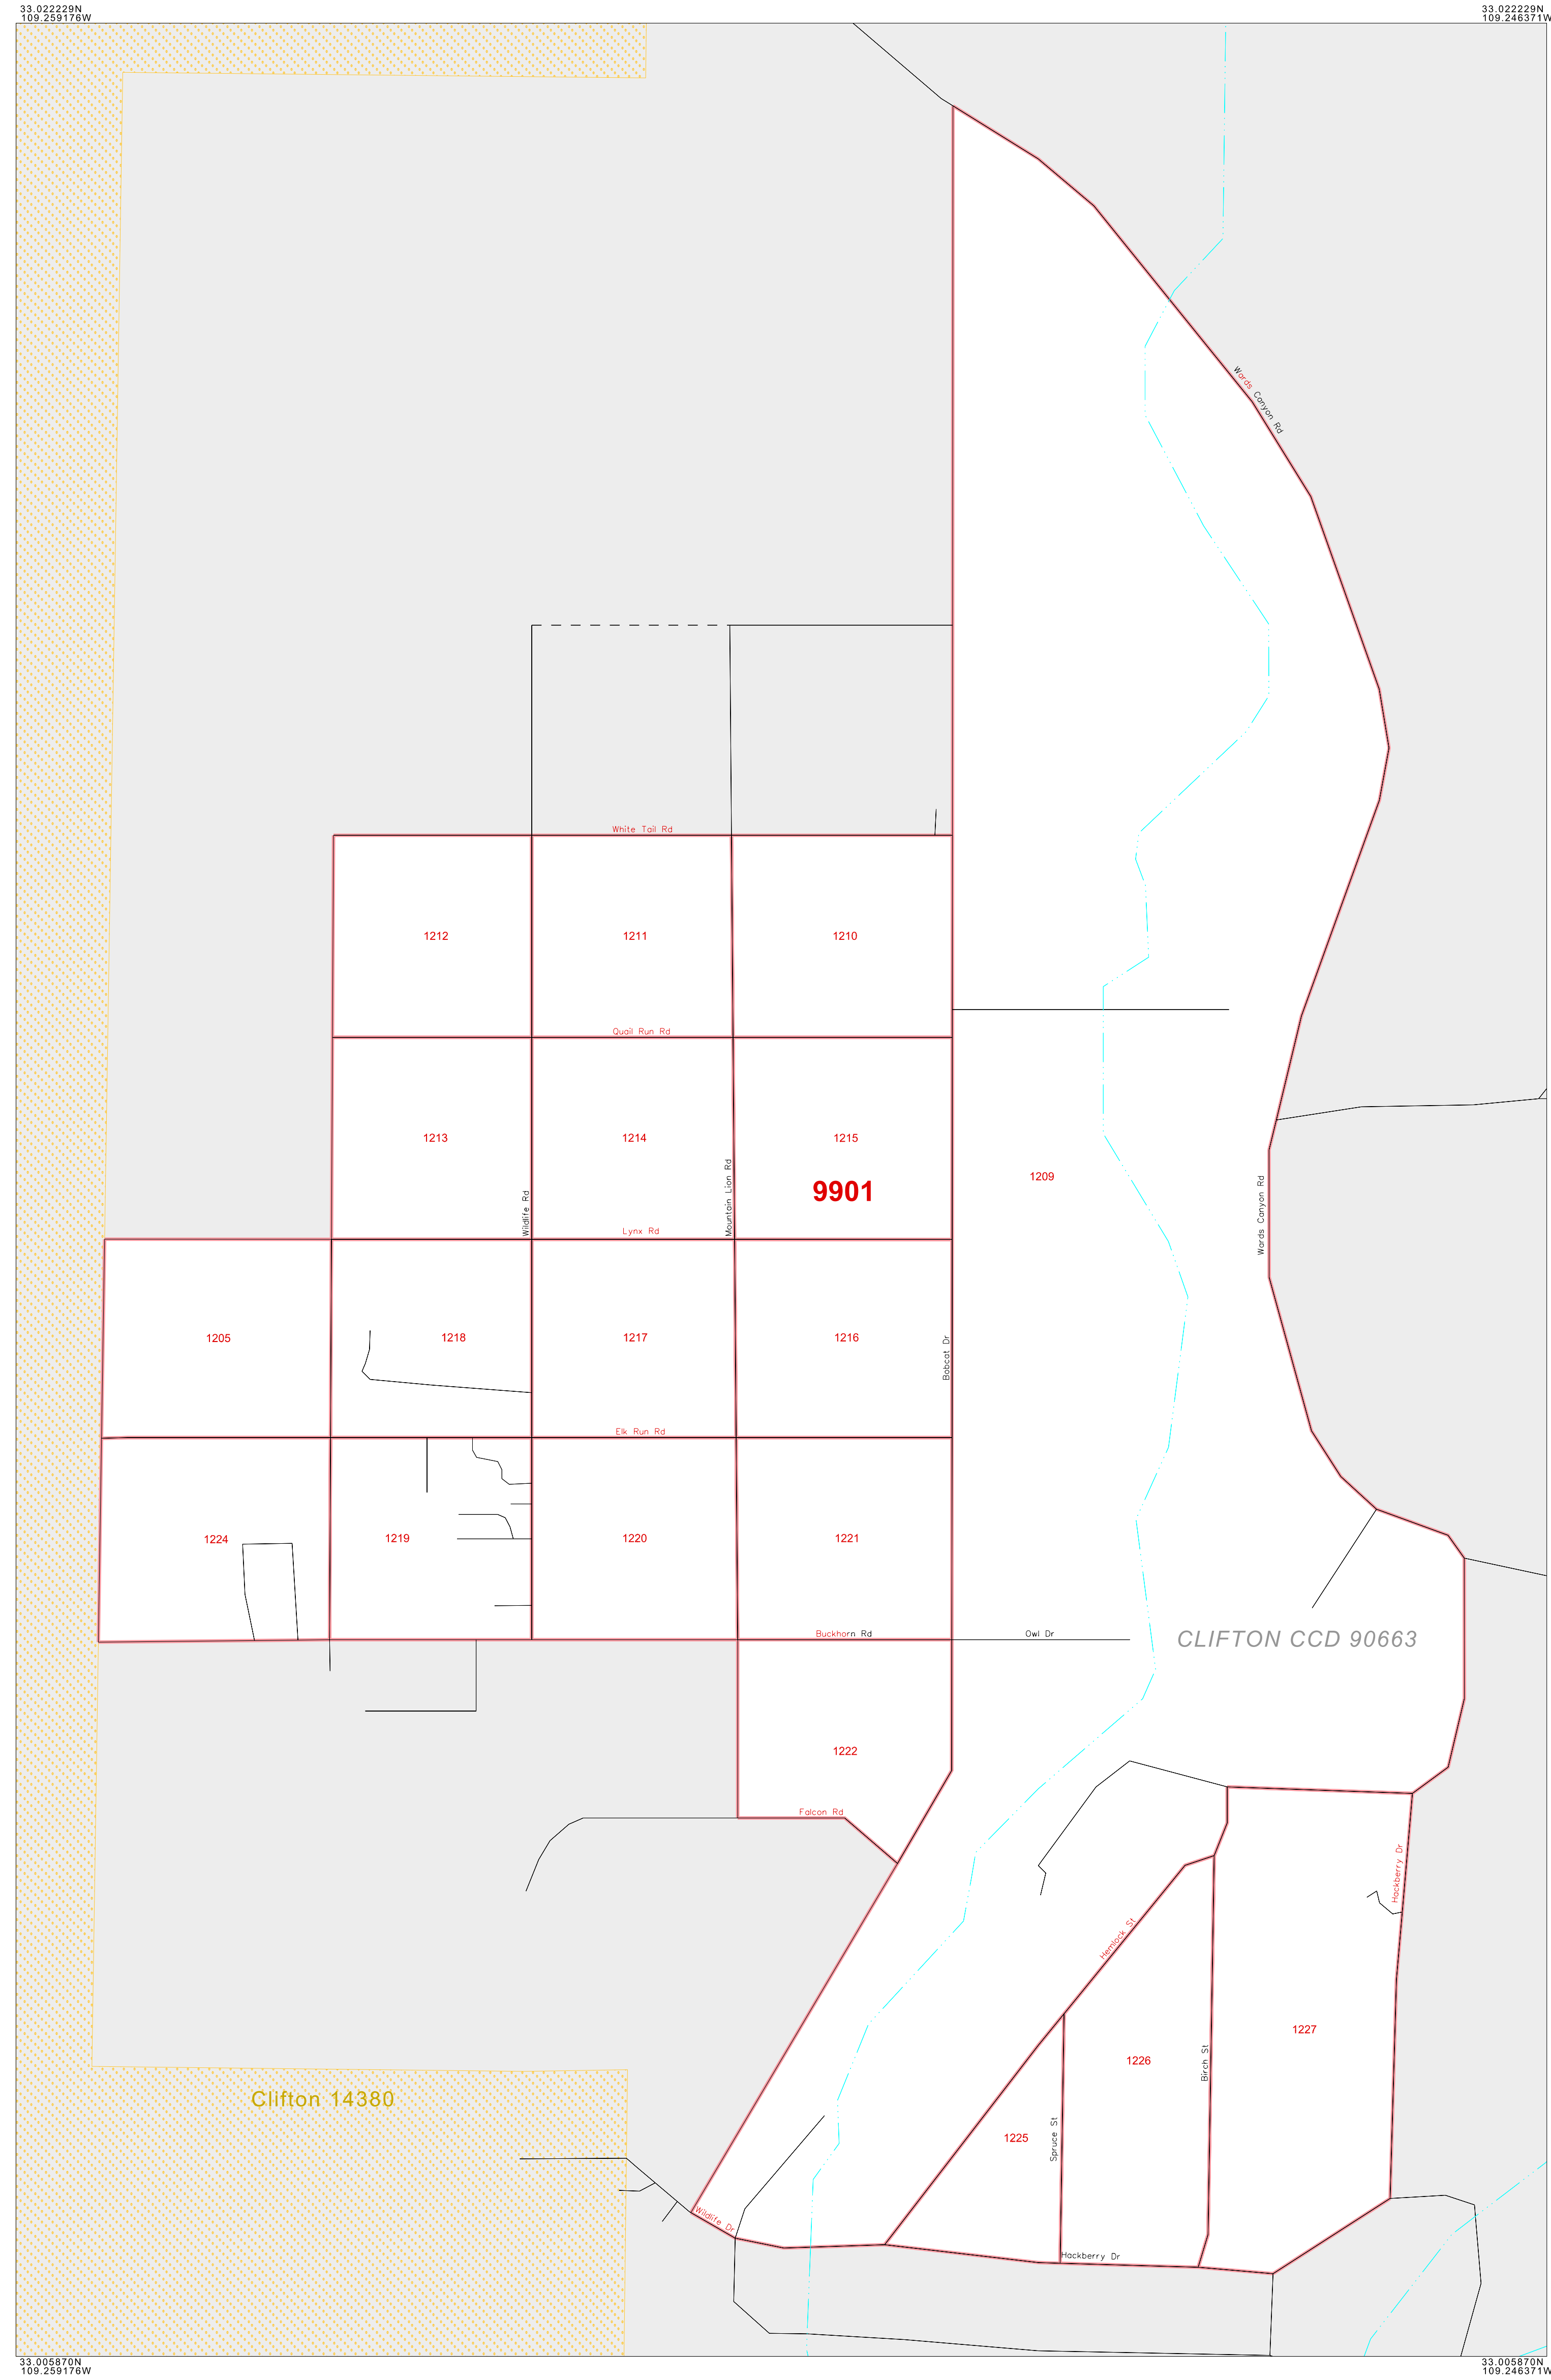 33.022229N
109.259176W
33.022229N
109.246371W
Wards Canyon Rd
White Tail Rd
1212
1211
1210
Quail Run Rd
1213
1214
1215
1209
9901
Wildlife Rd
Mountain Lion Rd
Wards Canyon Rd
Lynx Rd
1205
1218
1217
1216
Bobcat Dr
Elk Run Rd
1224
1219
1220
1221
Buckhorn Rd
Owl Dr
CLIFTON CCD 90663
1222
Falcon Rd
Hackberry Dr
Hemlock St
1227
1226
Birch St
Clifton 14380
1225
Spruce St
Wildlife Dr
Hackberry Dr
33.005870N
109.259176W
33.005870N
109.246371W